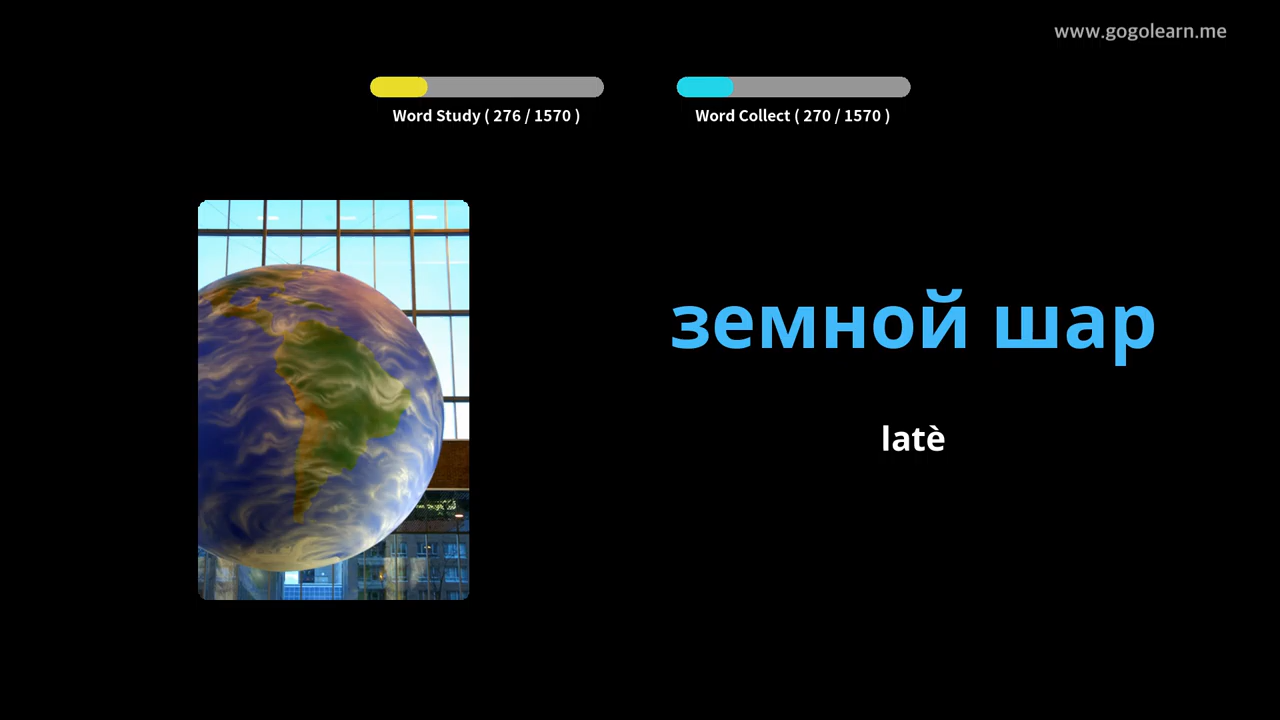 www.gogolearn.me
Word Study ( 276 / 1570 )
Word Collect ( 270 / 1570 )
земной шар
latè